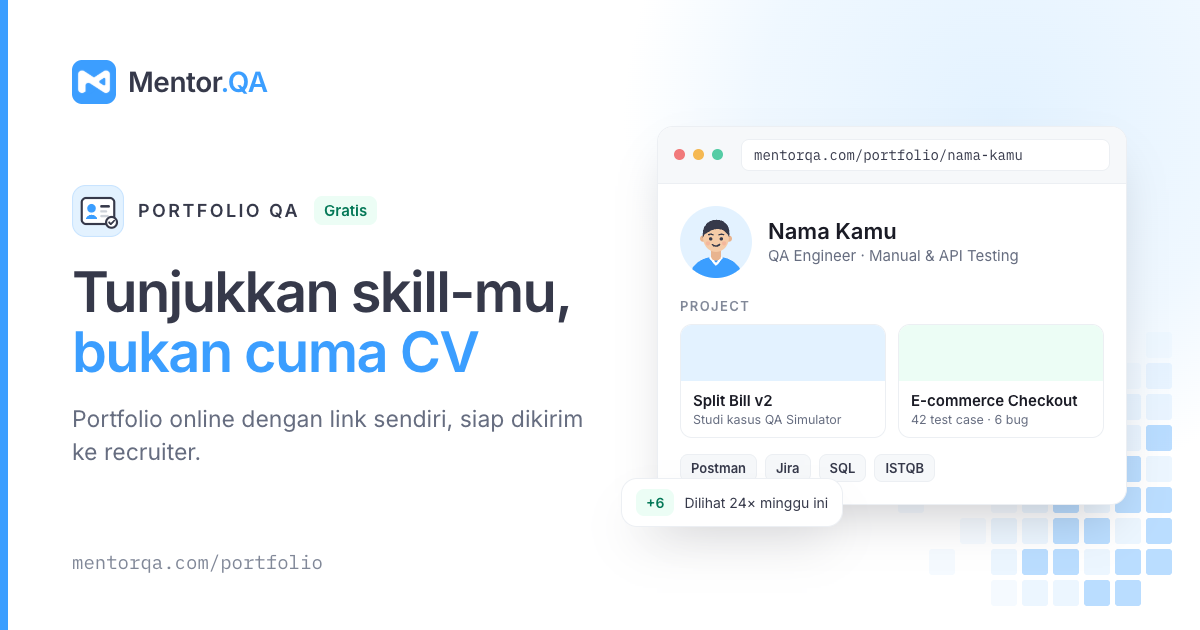 Mentor.QA
PORTFOLIO QA Gratis
Tunjukkan skill-mu,
bukan cuma CV
Portfolio online dengan link sendiri, siap dikirim
ke recruiter.
mentorqa.com/portfolio
mentorqa.com/portfolio/nama-kamu
Nama Kamu
QA Engineer · Manual & API Testing
PROJECT
Split Bill v2
Studi kasus QA Simulator
E-commerce Checkout
42 test case · 6 bug
Postman Jira SQL ISTQB
+6 Dilihat 24× minggu ini